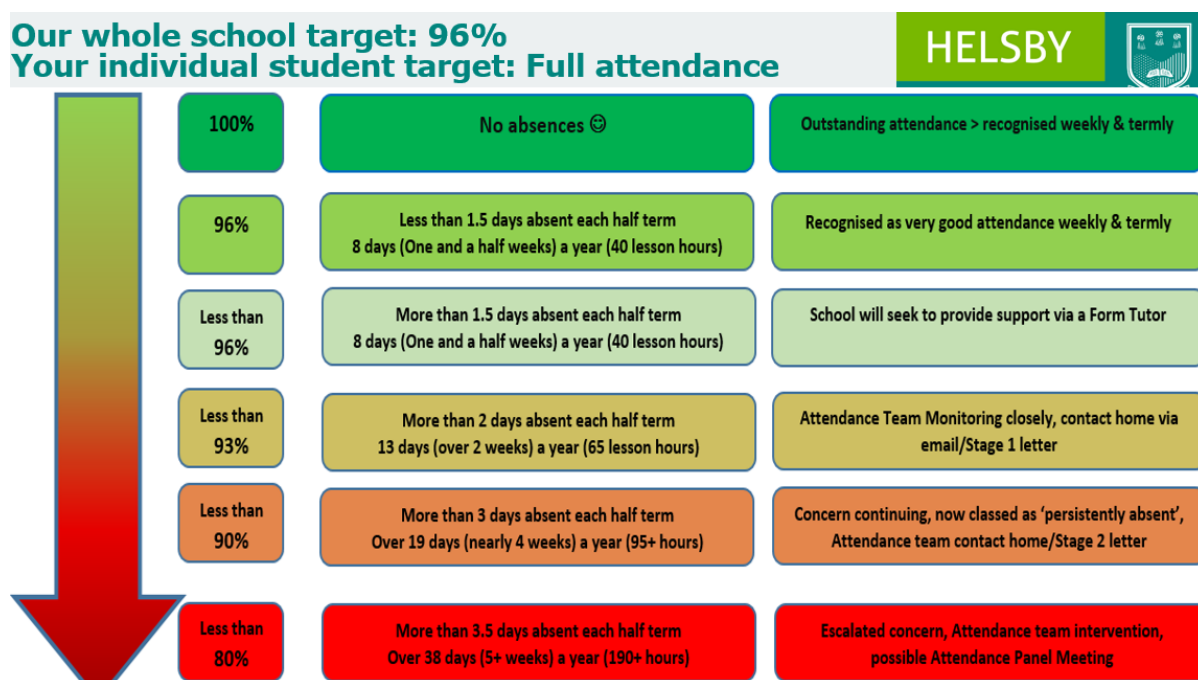 Our whole school target: 96%
Your individual student target: Full attendance
HELSBY
100%
No absences ☺
Outstanding attendance > recognised weekly & termly
96%
Less than 1.5 days absent each half term
8 days (One and a half weeks) a year (40 lesson hours)
Recognised as very good attendance weekly & termly
Less than
96%
More than 1.5 days absent each half term
8 days (One and a half weeks) a year (40 lesson hours)
School will seek to provide support via a Form Tutor
Less than
93%
More than 2 days absent each half term
13 days (over 2 weeks) a year (65 lesson hours)
Attendance Team Monitoring closely, contact home via
email/Stage 1 letter
Less than
90%
More than 3 days absent each half term
Over 19 days (nearly 4 weeks) a year (95+ hours)
Concern continuing, now classed as ‘persistently absent’,
Attendance team contact home/Stage 2 letter
Less than
80%
More than 3.5 days absent each half term
Over 38 days (5+ weeks) a year (190+ hours)
Escalated concern, Attendance team intervention,
possible Attendance Panel Meeting